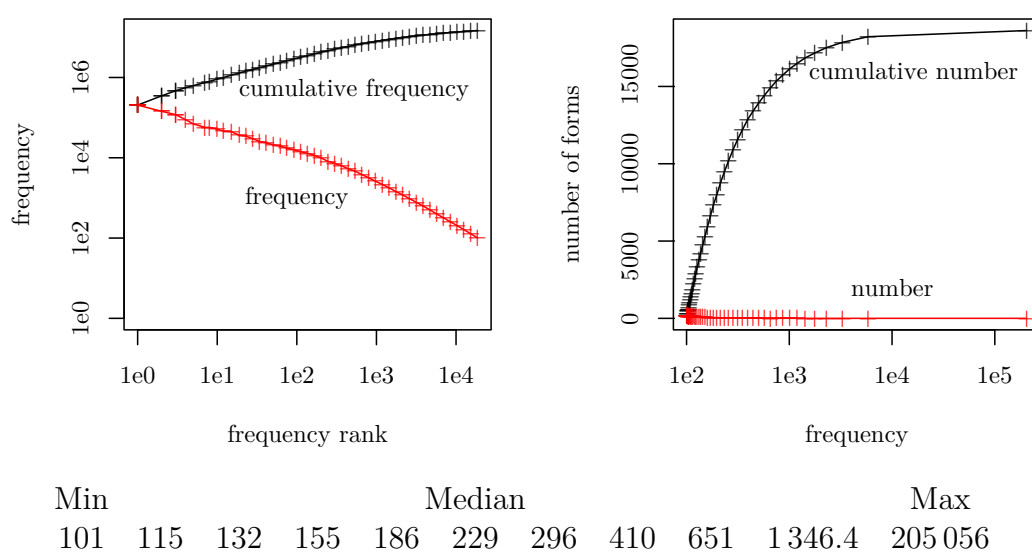 1e6
1e4
1e2
1e0
frequency
cumulative frequency
frequency
1e0 1e1 1e2 1e3 1e4
frequency rank
15000
10000
5000
0
number of forms
cumulative number
number
1e2 1e3 1e4 1e5
frequency
Min Median Max
101 115 132 155 186 229 296 410 651 1 346.4 205 056